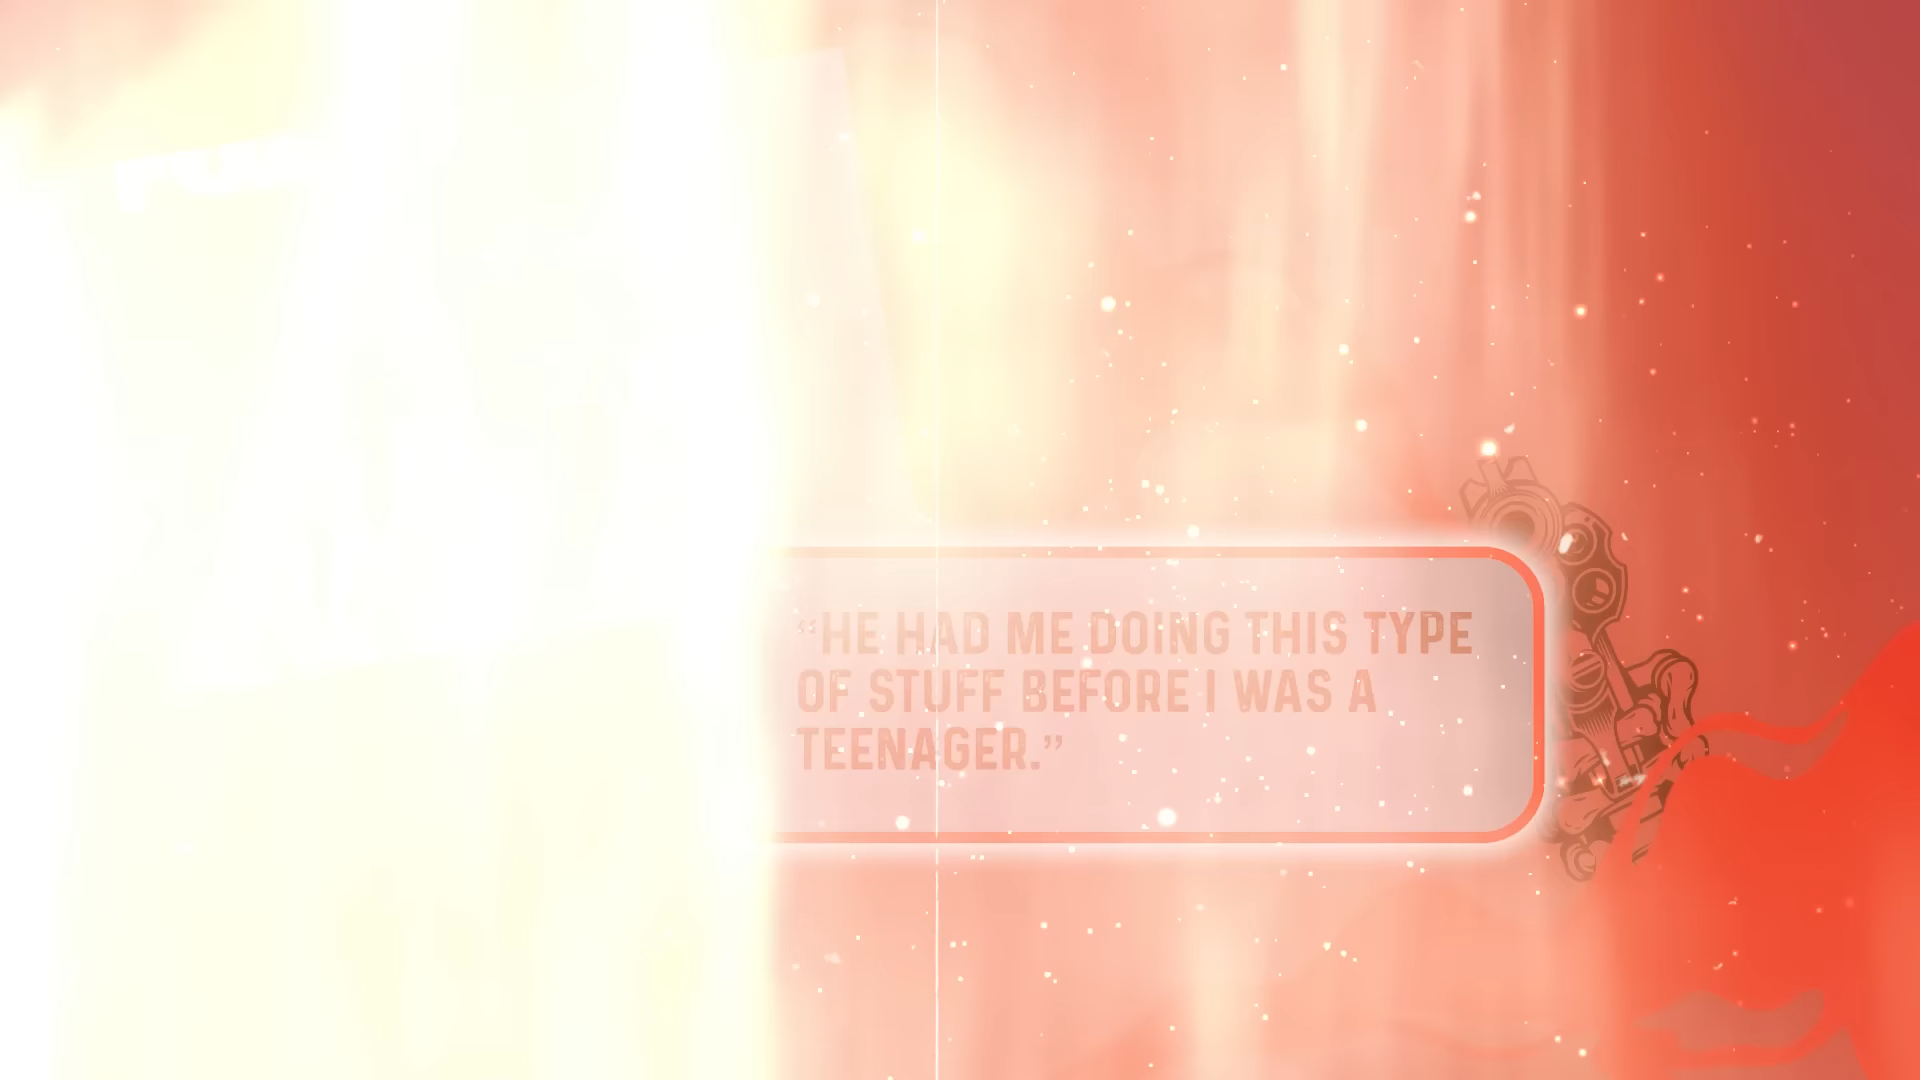 “HE HAD ME DOING THIS TYPE
OF STUFF BEFORE I WAS A
TEENAGER.”